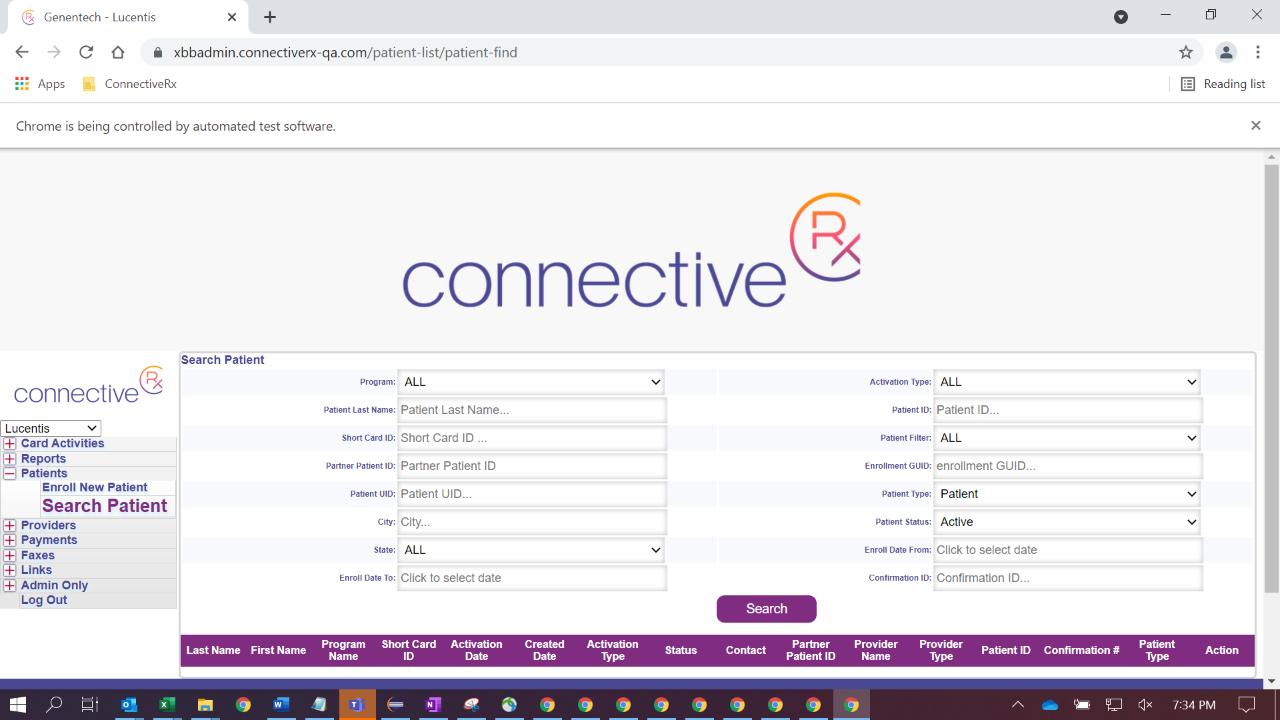 Genentech - Lucentis
xbbadmin.connectiverx-qa.com/patient-list/patient-find
Apps ConnectiveRx Reading list
Chrome is being controlled by automated test software.
connective Rx
connective Rx
Lucentis
Card Activities
Reports
Patients
Enroll New Patient
Search Patient
Providers
Payments
Faxes
Links
Admin Only
Log Out
Search Patient
Program: ALL Activation Type: ALL
Patient Last Name: Patient Last Name... Patient ID: Patient ID...
Short Card ID: Short Card ID ... Patient Filter: ALL
Partner Patient ID: Partner Patient ID Enrollment GUID: enrollment GUID...
Patient UID: Patient UID... Patient Type: Patient
City: City... Patient Status: Active
State: ALL Enroll Date From: Click to select date
Enroll Date To: Click to select date Confirmation ID: Confirmation ID...
Search
Last Name First Name Program Name Short Card ID Activation Date Created Date Activation Type Status Contact Partner Patient ID Provider Name Provider Type Patient ID Confirmation # Patient Type Action
7:34 PM